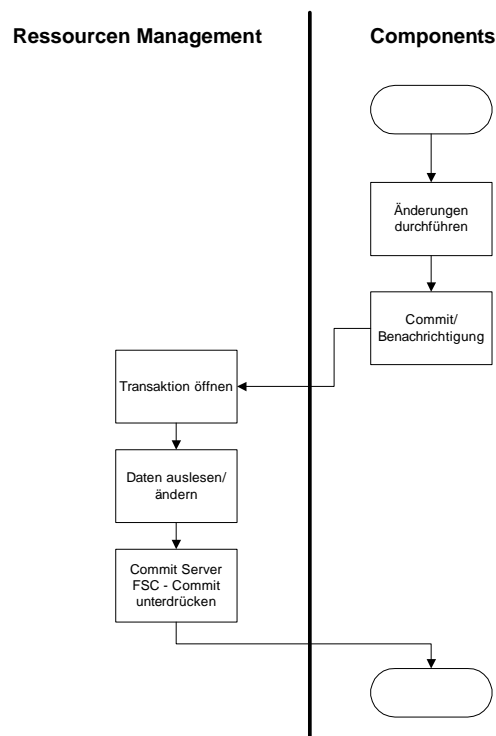 Ressourcen Management
Components
Änderungen
durchführen
Commit/
Benachrichtigung
Transaktion öffnen
Daten auslesen/
ändern
Commit Server
FSC - Commit
unterdrücken